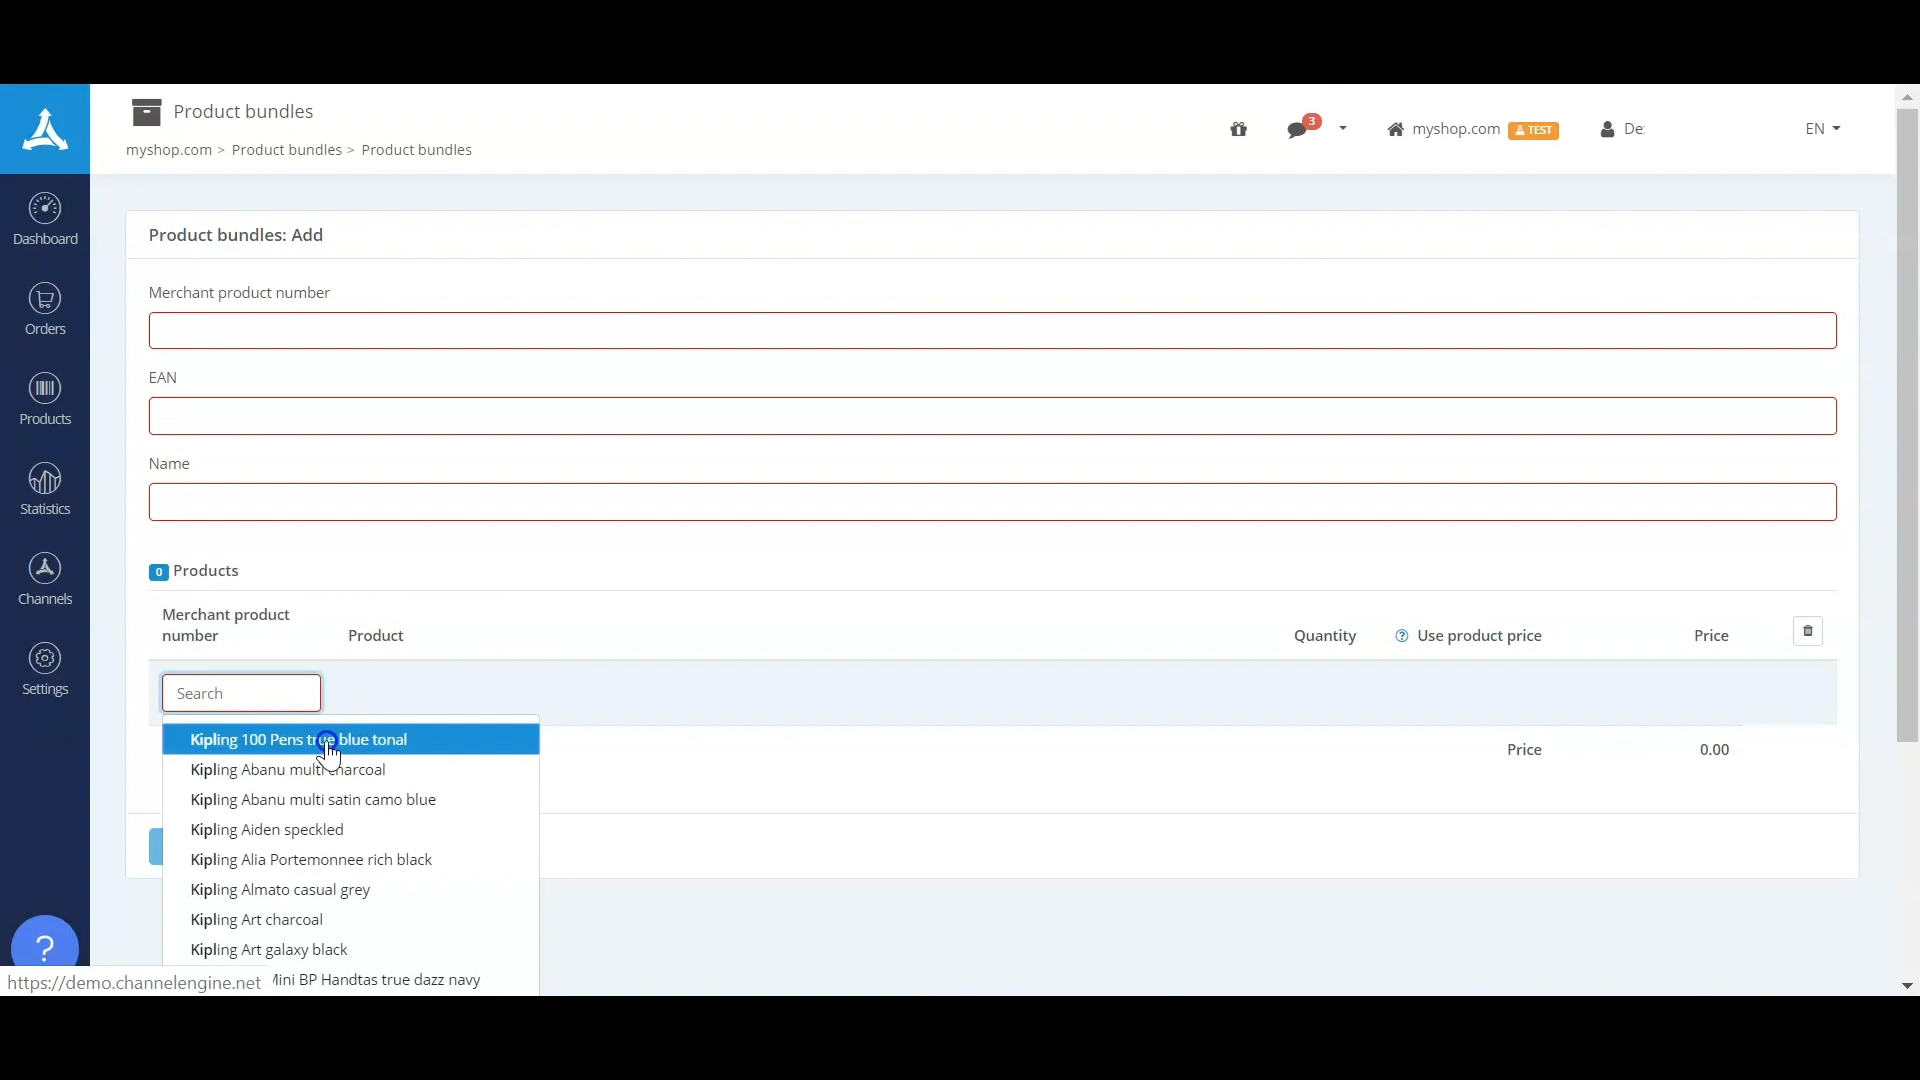 Product bundles
myshop.com > Product bundles > Product bundles
3
myshop.com TEST
De
EN
Dashboard
Orders
Products
Statistics
Channels
Settings
?
Product bundles: Add
Merchant product number
EAN
Name
0 Products
Merchant product
number
Product
Quantity
? Use product price
Price
Search
Kipling 100 Pens true blue tonal
Kipling Abanu multi charcoal
Kipling Abanu multi satin camo blue
Kipling Aiden speckled
Kipling Alia Portemonnee rich black
Kipling Almato casual grey
Kipling Art charcoal
Kipling Art galaxy black
Mini BP Handtas true dazz navy
Price 0.00
https://demo.channelengine.net